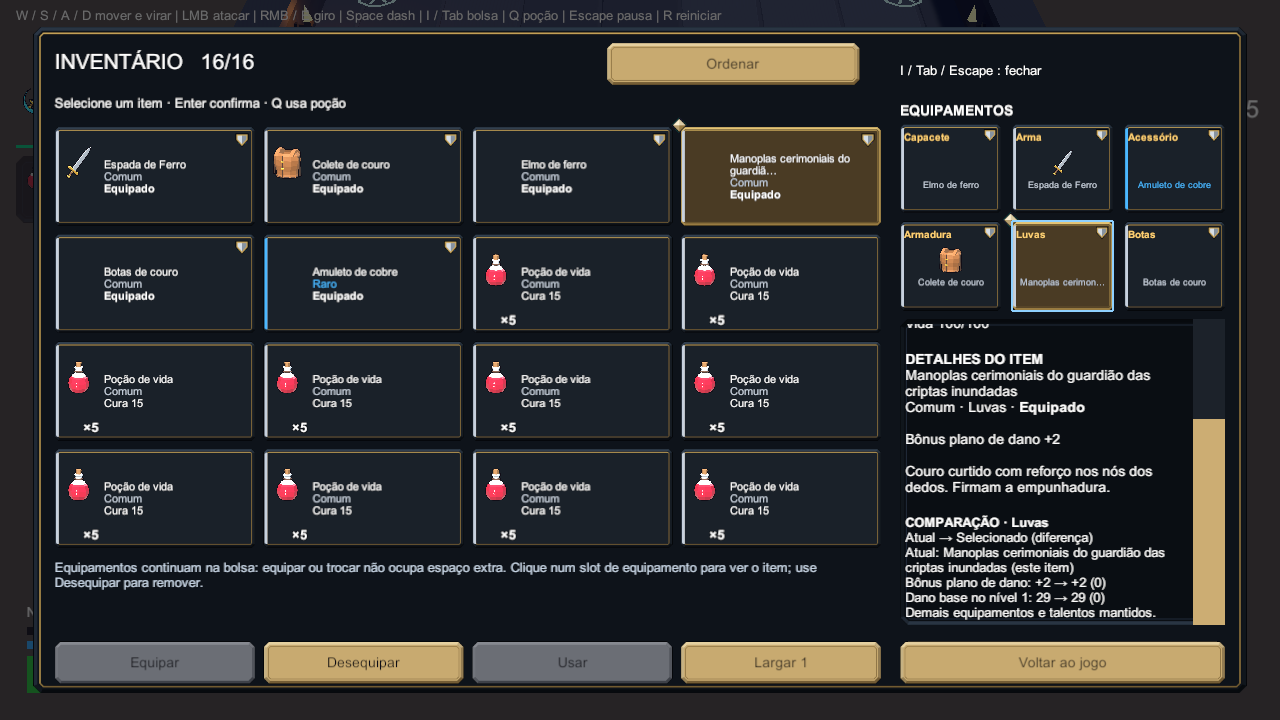 W / S / A / D mover e virar | LMB atacar | RMB / giro | Space dash | I / Tab bolsa | Q poção | Escape pausa | R reiniciar
INVENTÁRIO 16/16
Ordenar
I / Tab / Escape : fechar
Selecione um item · Enter confirma · Q usa poção
EQUIPAMENTOS
Espada de Ferro
Comum
Equipado
Colete de couro
Comum
Equipado
Elmo de ferro
Comum
Equipado
Manoplas cerimoniais do
guardiã...
Comum
Equipado
Capacete
Elmo de ferro
Arma
Espada de Ferro
Acessório
Amuleto de cobre
5
Botas de couro
Comum
Equipado
Amuleto de cobre
Raro
Equipado
Poção de vida
Comum
Cura 15
×5
Poção de vida
Comum
Cura 15
×5
Armadura
Colete de couro
Luvas
Manoplas cerimon...
Botas
Botas de couro
Poção de vida
Comum
Cura 15
×5
Poção de vida
Comum
Cura 15
×5
Poção de vida
Comum
Cura 15
×5
Poção de vida
Comum
Cura 15
×5
Poção de vida
Comum
Cura 15
×5
Poção de vida
Comum
Cura 15
×5
Poção de vida
Comum
Cura 15
×5
Poção de vida
Comum
Cura 15
×5
Vida 100/100
DETALHES DO ITEM
Manoplas cerimoniais do guardião das
criptas inundadas
Comum · Luvas · Equipado
Bônus plano de dano +2
Couro curtido com reforço nos nós dos
dedos. Firmam a empunhadura.
COMPARAÇÃO · Luvas
Atual → Selecionado (diferença)
Atual: Manoplas cerimoniais do guardião das
criptas inundadas (este item)
Bônus plano de dano: +2 → +2 (0)
Dano base no nível 1: 29 → 29 (0)
Demais equipamentos e talentos mantidos.
Equipamentos continuam na bolsa: equipar ou trocar não ocupa espaço extra. Clique num slot de equipamento para ver o item; use
Desequipar para remover.
Equipar
Desequipar
Usar
Largar 1
Voltar ao jogo